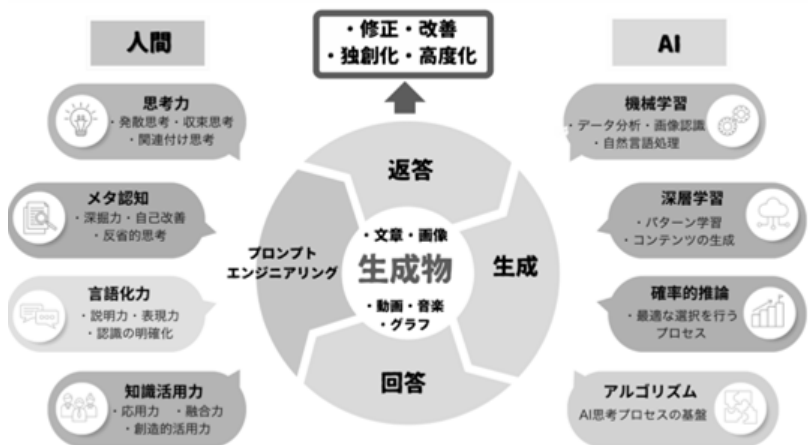 人間
・修正・改善
・独創化・高度化
AI
思考力
・発散思考・収束思考
・関連付け思考
メタ認知
・深掘力・自己改善
・反省的思考
言語化力
・説明力・表現力
・認識の明確化
知識活用力
・応用力　・融合力
・創造的活用力
返答
プロンプト
エンジニアリング
・文章・画像
生成物
・動画・音楽
・グラフ
生成
回答
機械学習
・データ分析・画像認識
・自然言語処理
深層学習
・パターン学習
・コンテンツの生成
確率的推論
・最適な選択を行う
プロセス
アルゴリズム
AI思考プロセスの基盤